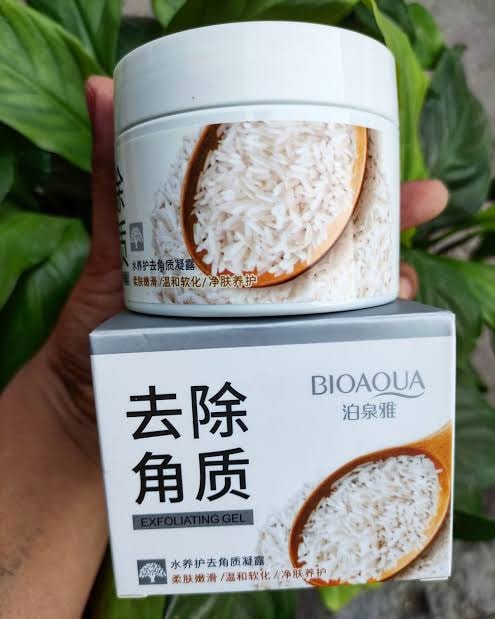 除
质
水养护去角质凝露
柔肤嫩滑/温和软化/净肤养护
BIOAQUA
泊泉雅
去除
角质
EXFOLIATING GEL
水养护去角质凝露
柔肤嫩滑/温和软化/净肤养护